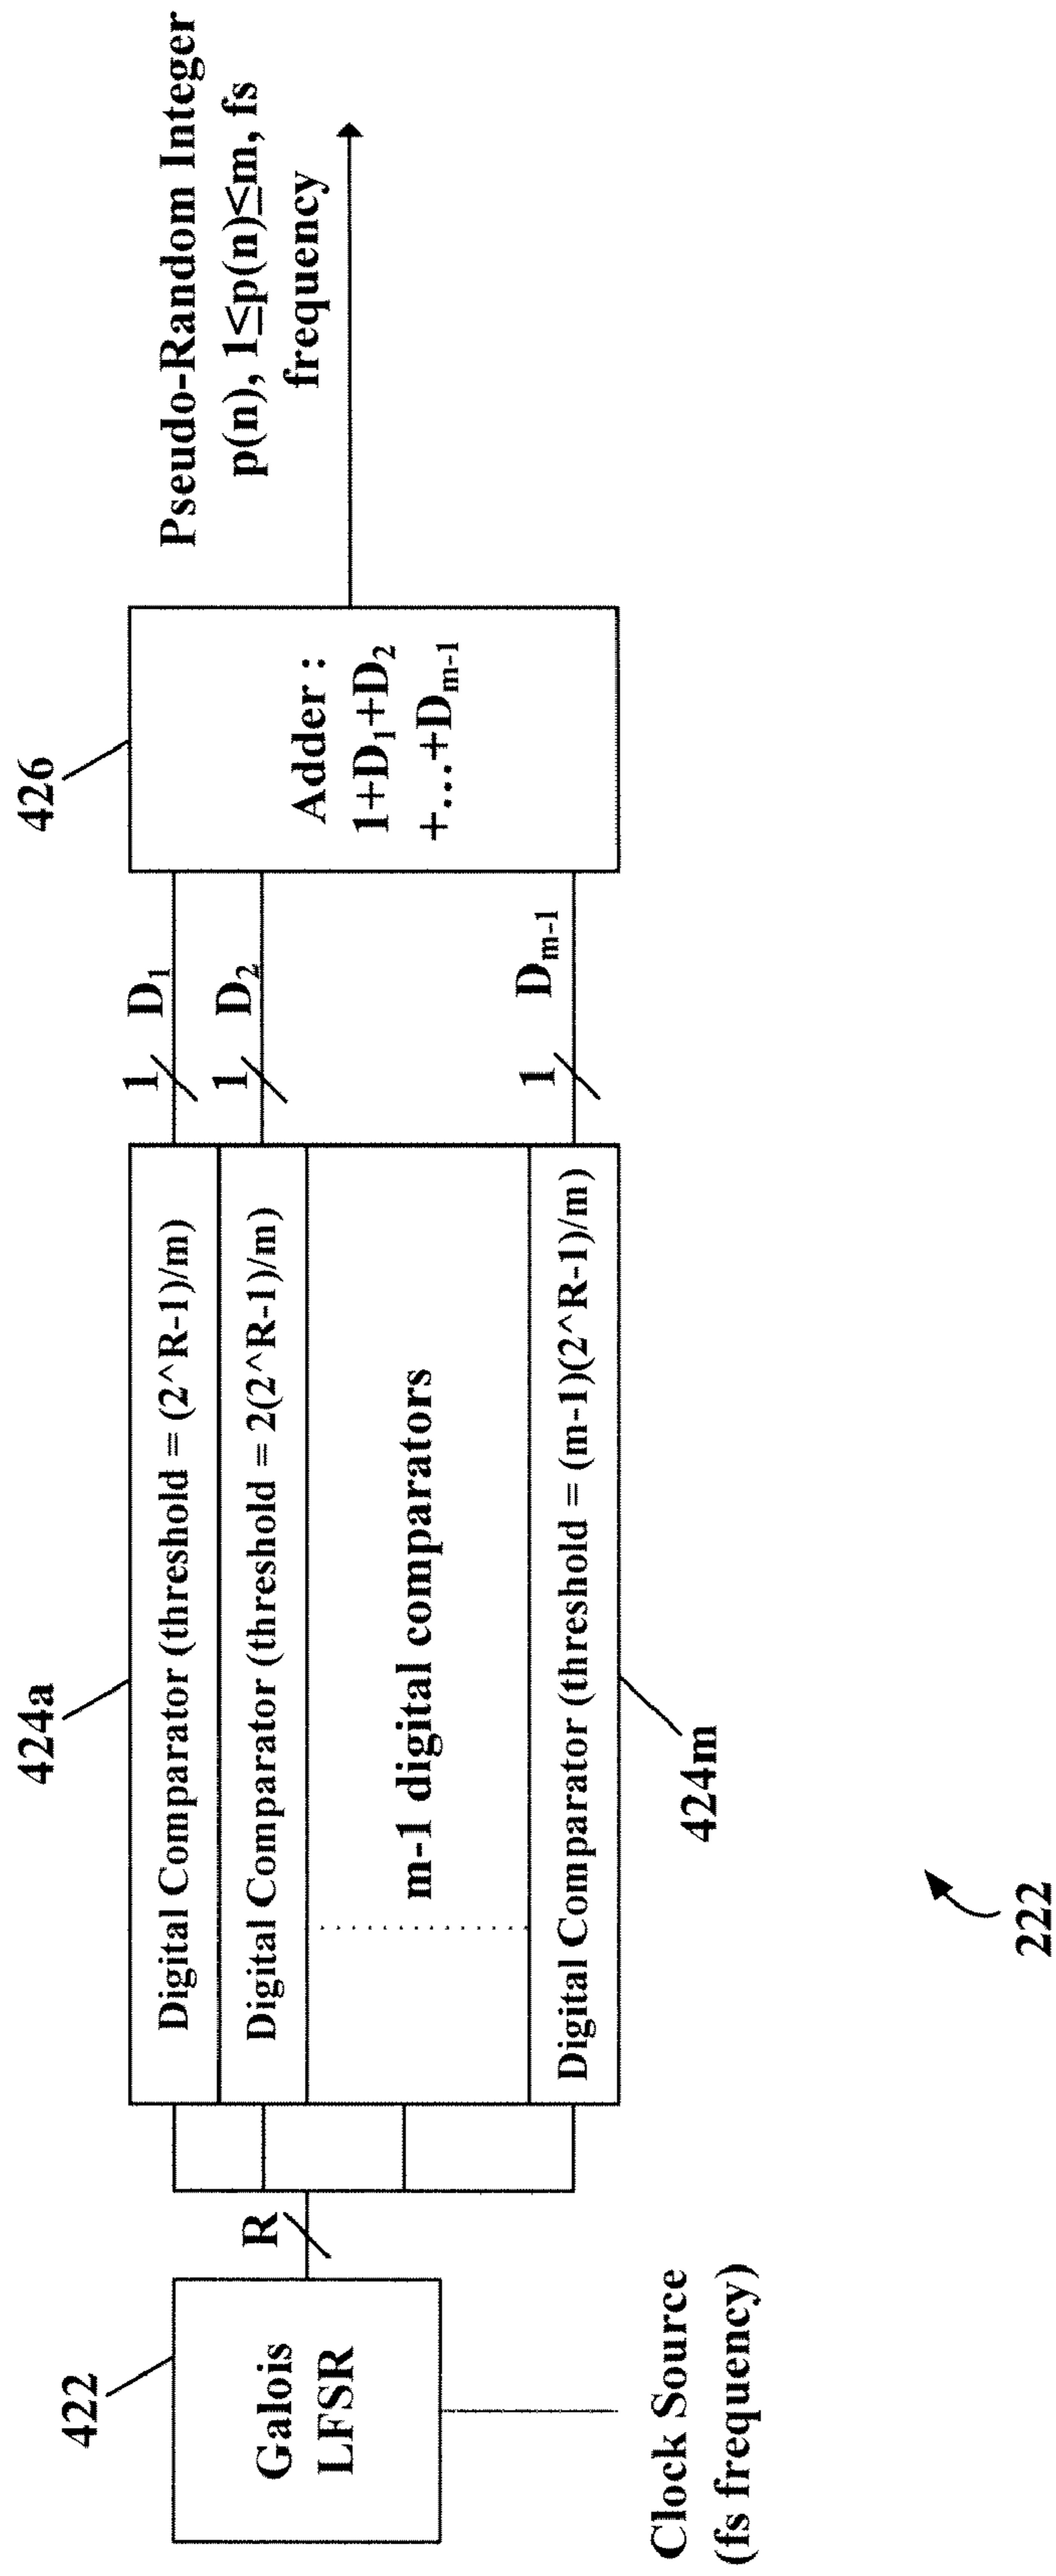 422
Galois
LFSR
Clock Source
(fs frequency)
R
424a
Digital Comparator (threshold = (2^R-1)/m)
Digital Comparator (threshold = 2(2^R-1)/m)
m-1 digital comparators
Digital Comparator (threshold = (m-1)(2^R-1)/m)
424m
1 D1
1 D2
1 Dm-1
426
Adder :
1+D1+D2
+...+Dm-1
Pseudo-Random Integer
p(n), 1≤p(n)≤m, fs
frequency
222